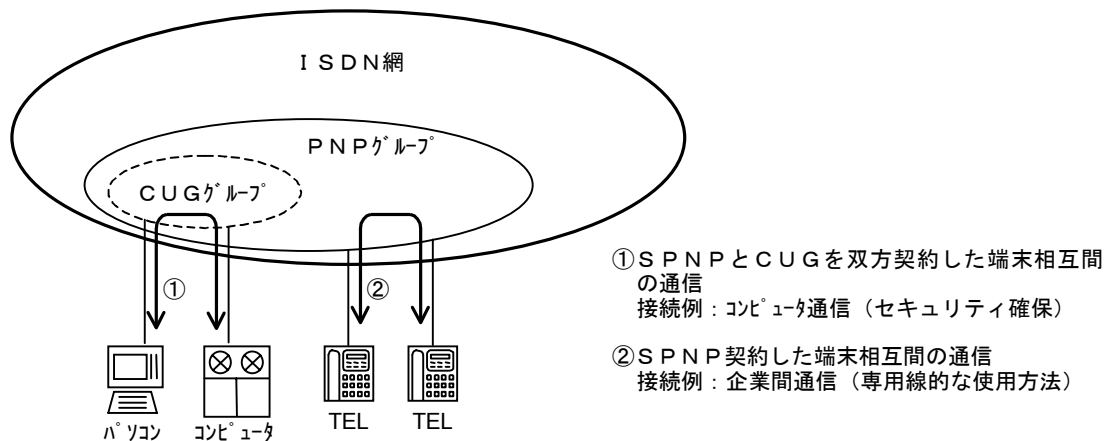 ＩＳＤＮ網
ＰＮＰｸﾞﾙｰﾌﾟ
ＣＵＧｸﾞﾙｰﾌﾟ
①
②
パソコン
ｺﾝﾋﾟｭｰﾀ
TEL
TEL
①ＳＰＮＰとＣＵＧを双方契約した端末相互間
の通信
接続例：ｺﾝﾋﾟｭｰﾀ通信（セキュリティ確保）
②ＳＰＮＰ契約した端末相互間の通信
接続例：企業間通信（専用線的な使用方法）